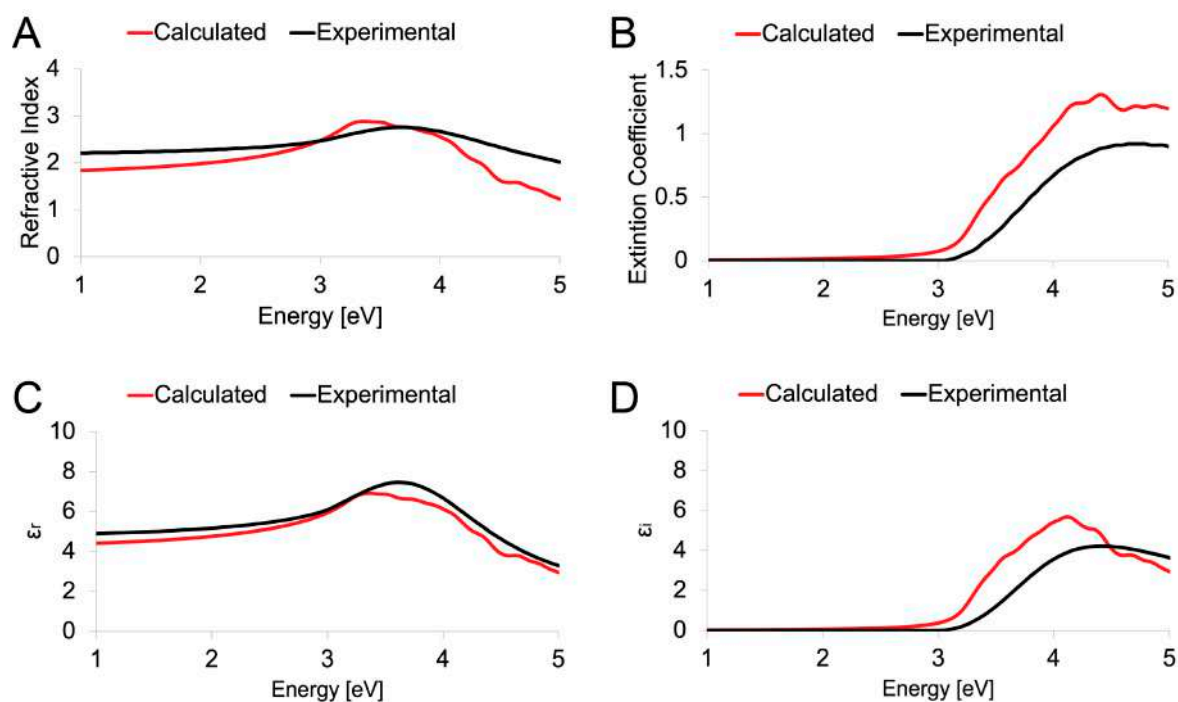 A
Calculated Experimental
Refractive Index
4
3
2
1
0
1 2 3 4 5
Energy [eV]
B
Calculated Experimental
Extintion Coefficient
1.5
1
0.5
0
1 2 3 4 5
Energy [eV]
C
Calculated Experimental
εr
10
8
6
4
2
0
1 2 3 4 5
Energy [eV]
D
Calculated Experimental
εi
10
8
6
4
2
0
1 2 3 4 5
Energy [eV]